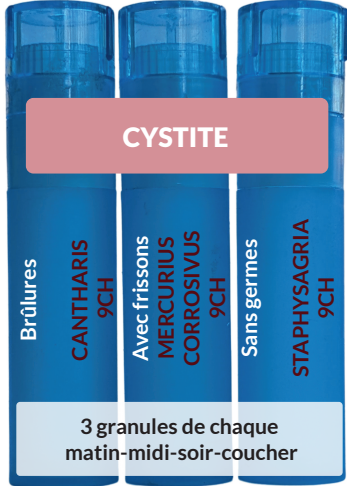 CYSTITE
Brûlures
CANTHARIS
9CH
Avec frissons
MERCURIUS
CORROSIVUS
9CH
Sans germes
STAPHYSAGRIA
9CH
3 granules de chaque
matin-midi-soir-coucher